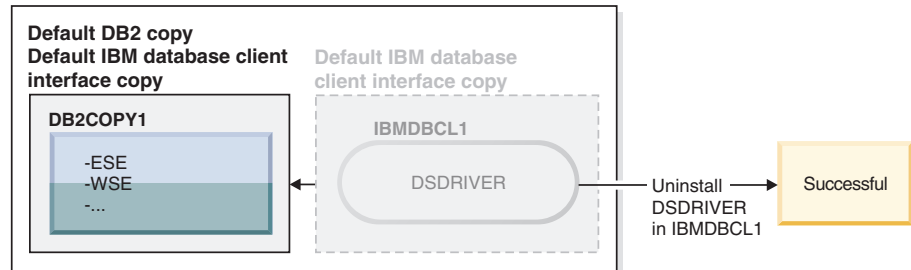 Default DB2 copy
Default IBM database client
interface copy
Default IBM database
client interface copy
DB2COPY1
-ESE
-WSE
-...
IBMDBCL1
DSDRIVER
Uninstall
DSDRIVER
in IBMDBCL1
Successful